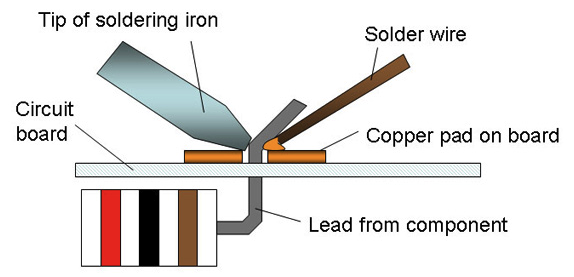 Tip of soldering iron
Solder wire
Circuit
board
Copper pad on board
Lead from component